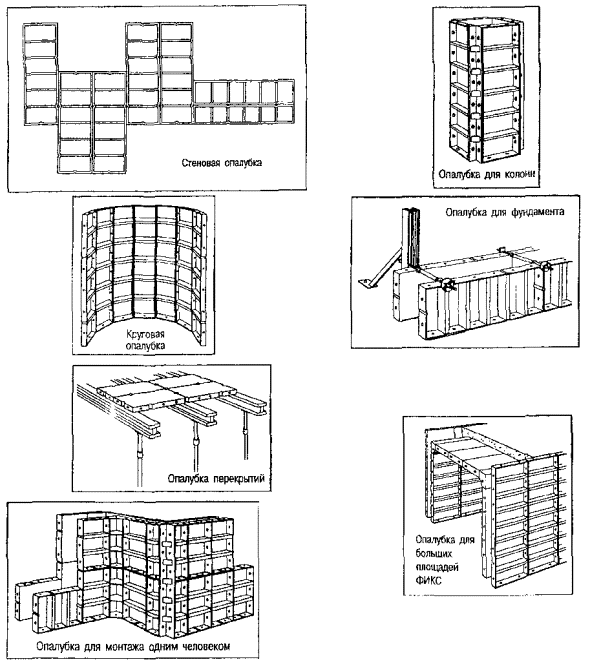 Стеновая опалубка
Опалубка для колонн
Круговая
опалубка
Опалубка для фундамента
Опалубка перекрытий
Опалубка для
больших
площадей
ФИКС
Опалубка для монтажа одним человеком